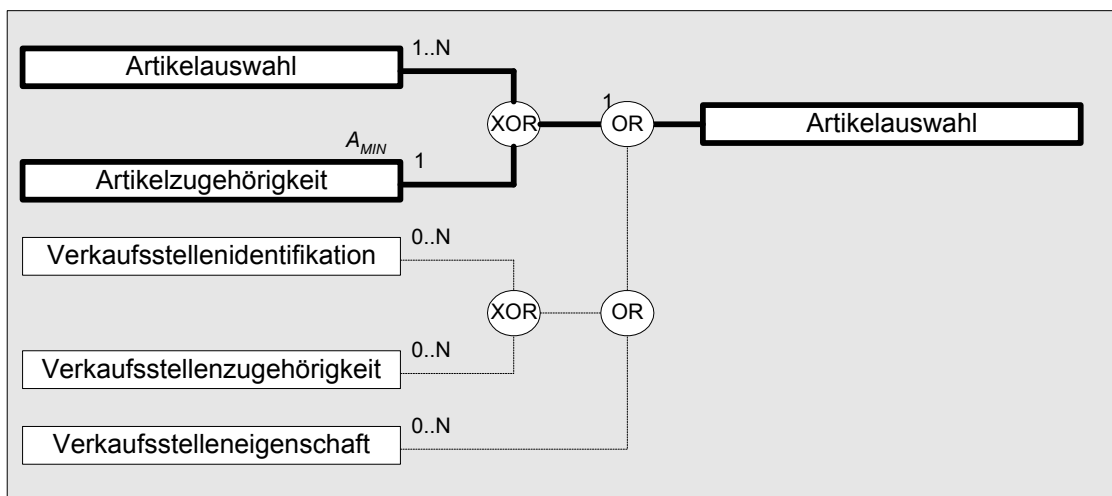 1..N
Artikelauswahl
XOR
1
OR
Artikelauswahl
A_MIN
1
Artikelzugehörigkeit
0..N
Verkaufsstellenidentifikation
XOR
OR
0..N
Verkaufsstellenzugehörigkeit
0..N
Verkaufsstelleneigenschaft